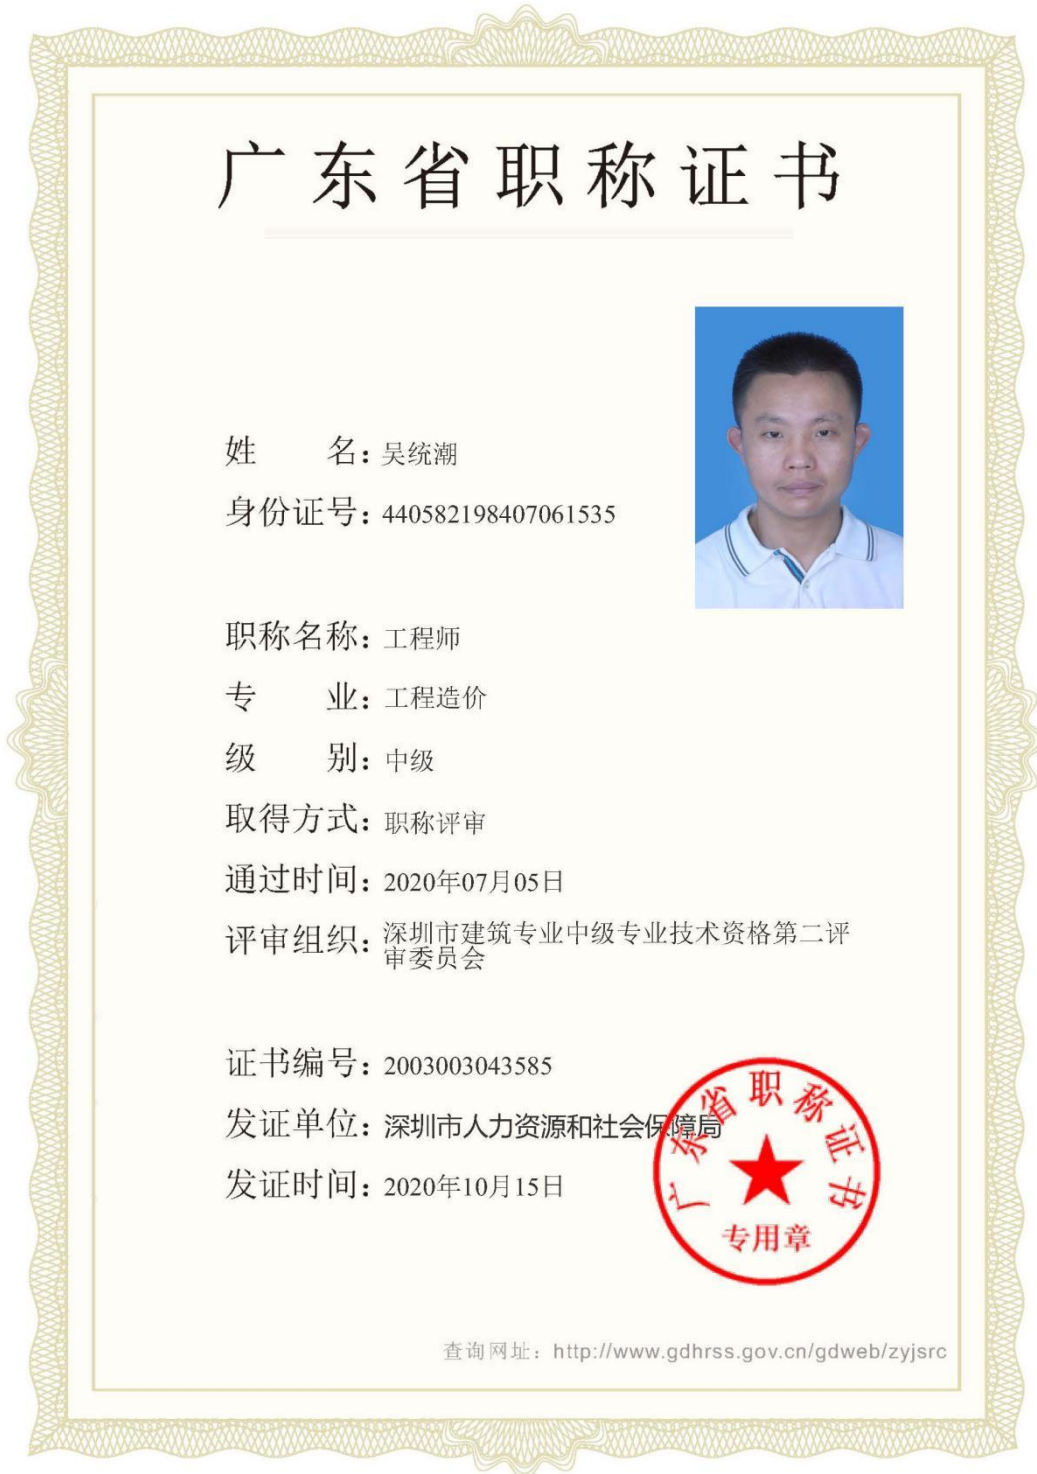 广东省职称证书
姓 名：吴统潮
身份证号：440582198407061535
职称名称：工程师
专 业：工程造价
级 别：中级
取得方式：职称评审
通过时间：2020年07月05日
评审组织：深圳市建筑专业中级专业技术资格第二评
审委员会
证书编号：2003003043585
发证单位：深圳市人力资源和社会保障局
发证时间：2020年10月15日
广东省职称证书
专用章
查询网址：http://www.gdhrss.gov.cn/gdweb/zyjsrc